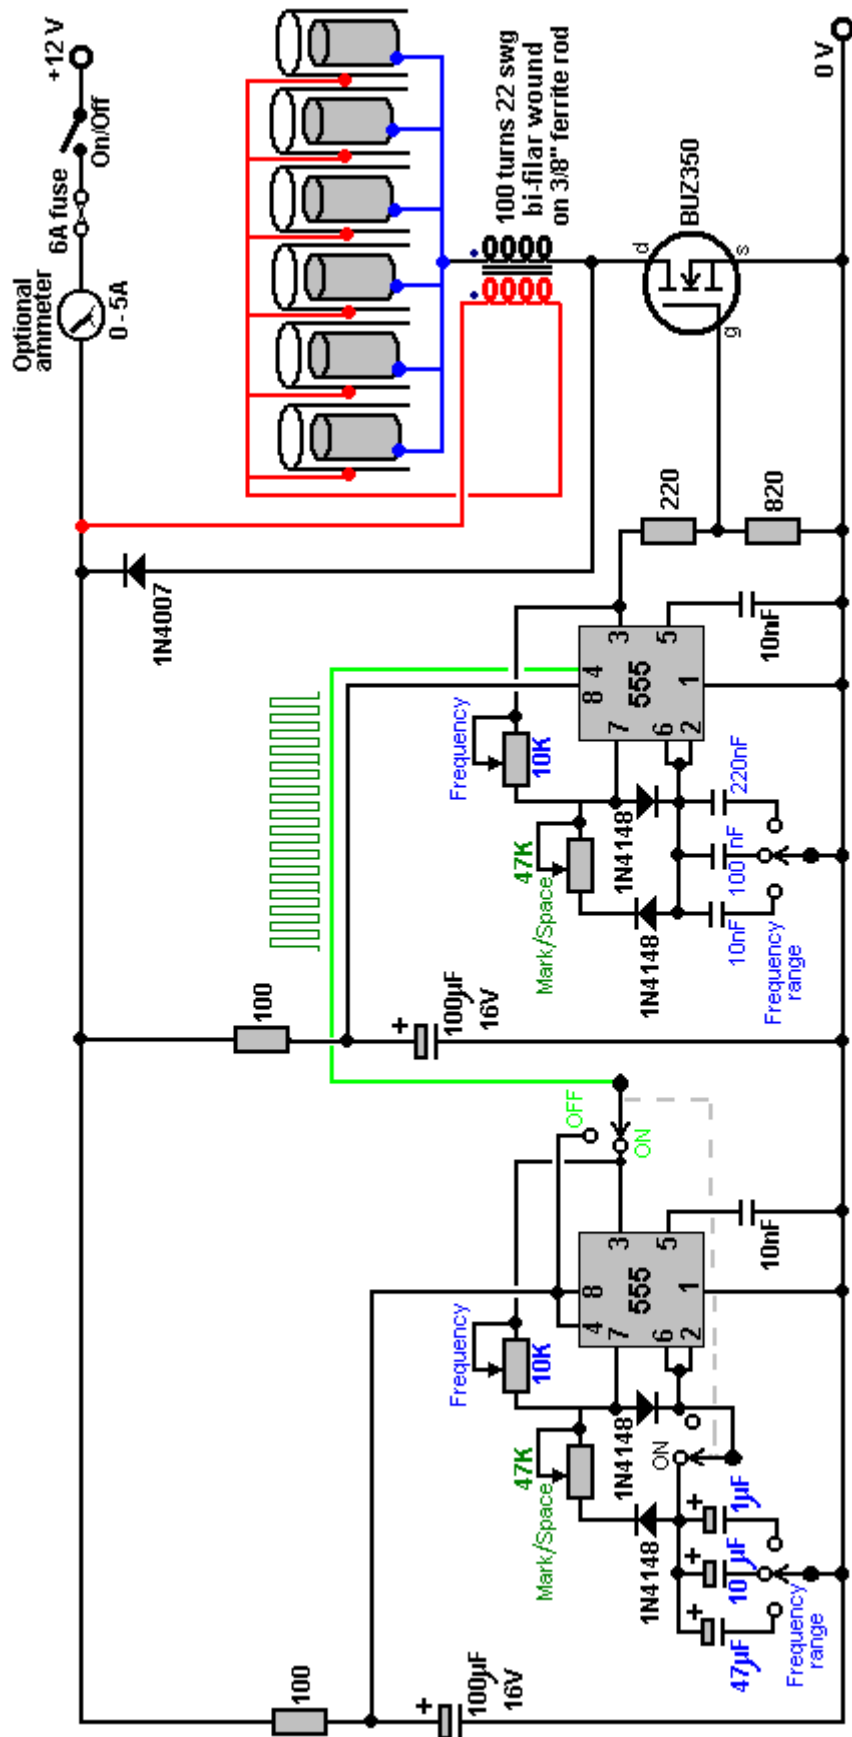 +12 V
On/Off
6A fuse
Optional
ammeter
0 - 5A
100 turns 22 swg
bi-filar wound
on 3/8" ferrite rod
1N4007
BUZ350
d
g
s
0 V
220
820
100
100µF
16V
+
Frequency
10K
47K
Mark/Space
1N4148
1N4148
555
3
4
8
7
6
2
1
5
10nF
10nF
100 nF
220nF
Frequency
range
100
100µF
16V
+
OFF
ON
Frequency
10K
47K
Mark/Space
1N4148
1N4148
ON
555
3
8
4
7
6
2
1
5
10nF
+
47µF
+
10 µF
+
1µF
Frequency
range